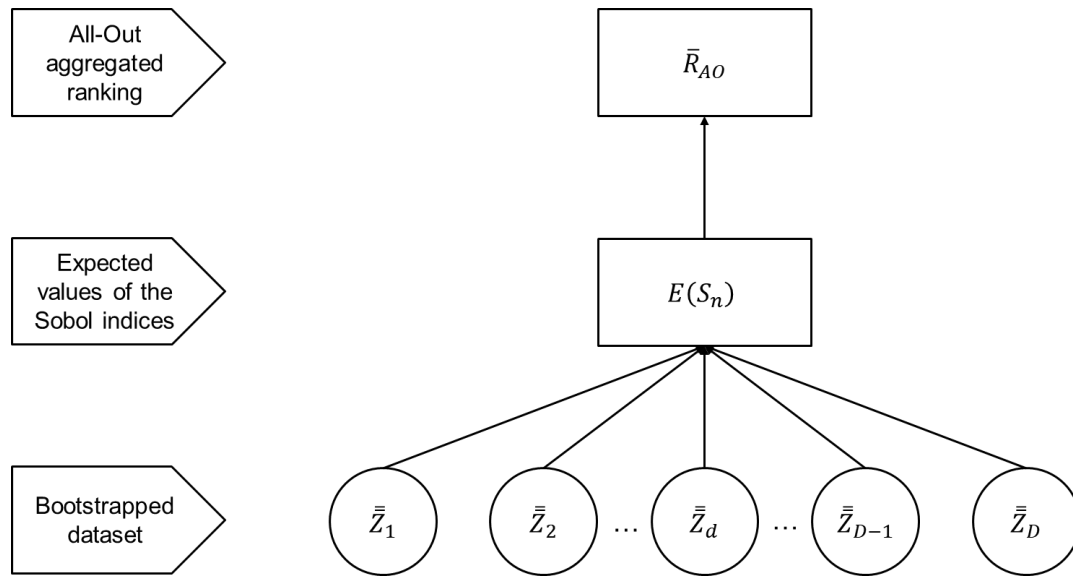 All-Out
aggregated
ranking
R̄_AO
Expected
values of the
Sobol indices
E(S_n)
Bootstrapped
dataset
Z̿_1
Z̿_2
...
Z̿_d
...
Z̿_{D−1}
Z̿_D